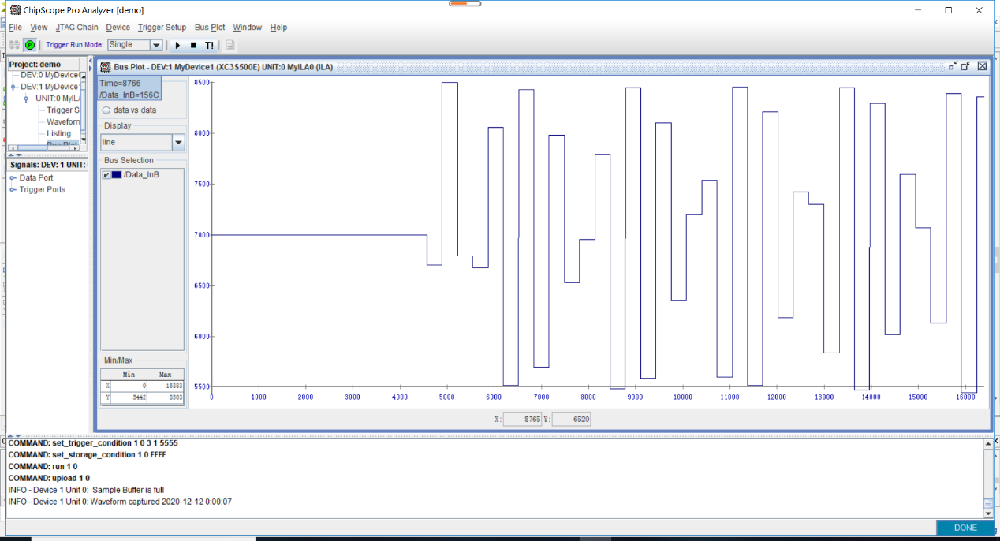 ChipScope Pro Analyzer [demo]
File View JTAG Chain Device Trigger Setup Bus Plot Window Help
Trigger Run Mode: Single T!
Project: demo
DEV:0 MyDevice
DEV:1 MyDevice
UNIT:0 MyILA
Trigger S
Waveform
Listing
Bus Plot
Signals: DEV: 1 UNIT:
Data Port
Trigger Ports
Bus Plot - DEV:1 MyDevice1 (XC3S500E) UNIT:0 MyILA0 (ILA)
Time=8766
/Data_InB=156C
data vs data
Display
line
Bus Selection
/Data_InB
Min/Max
Min Max
X 0 16383
Y 5442 8503
8500
8000
7500
7000
6500
6000
5500
0 1000 2000 3000 4000 5000 6000 7000 8000 9000 10000 11000 12000 13000 14000 15000 16000
X: 8765 Y: 6520
COMMAND: set_trigger_condition 1 0 3 1 5555
COMMAND: set_storage_condition 1 0 FFFF
COMMAND: run 1 0
COMMAND: upload 1 0
INFO - Device 1 Unit 0: Sample Buffer is full
INFO - Device 1 Unit 0: Waveform captured 2020-12-12 0:00:07
DONE